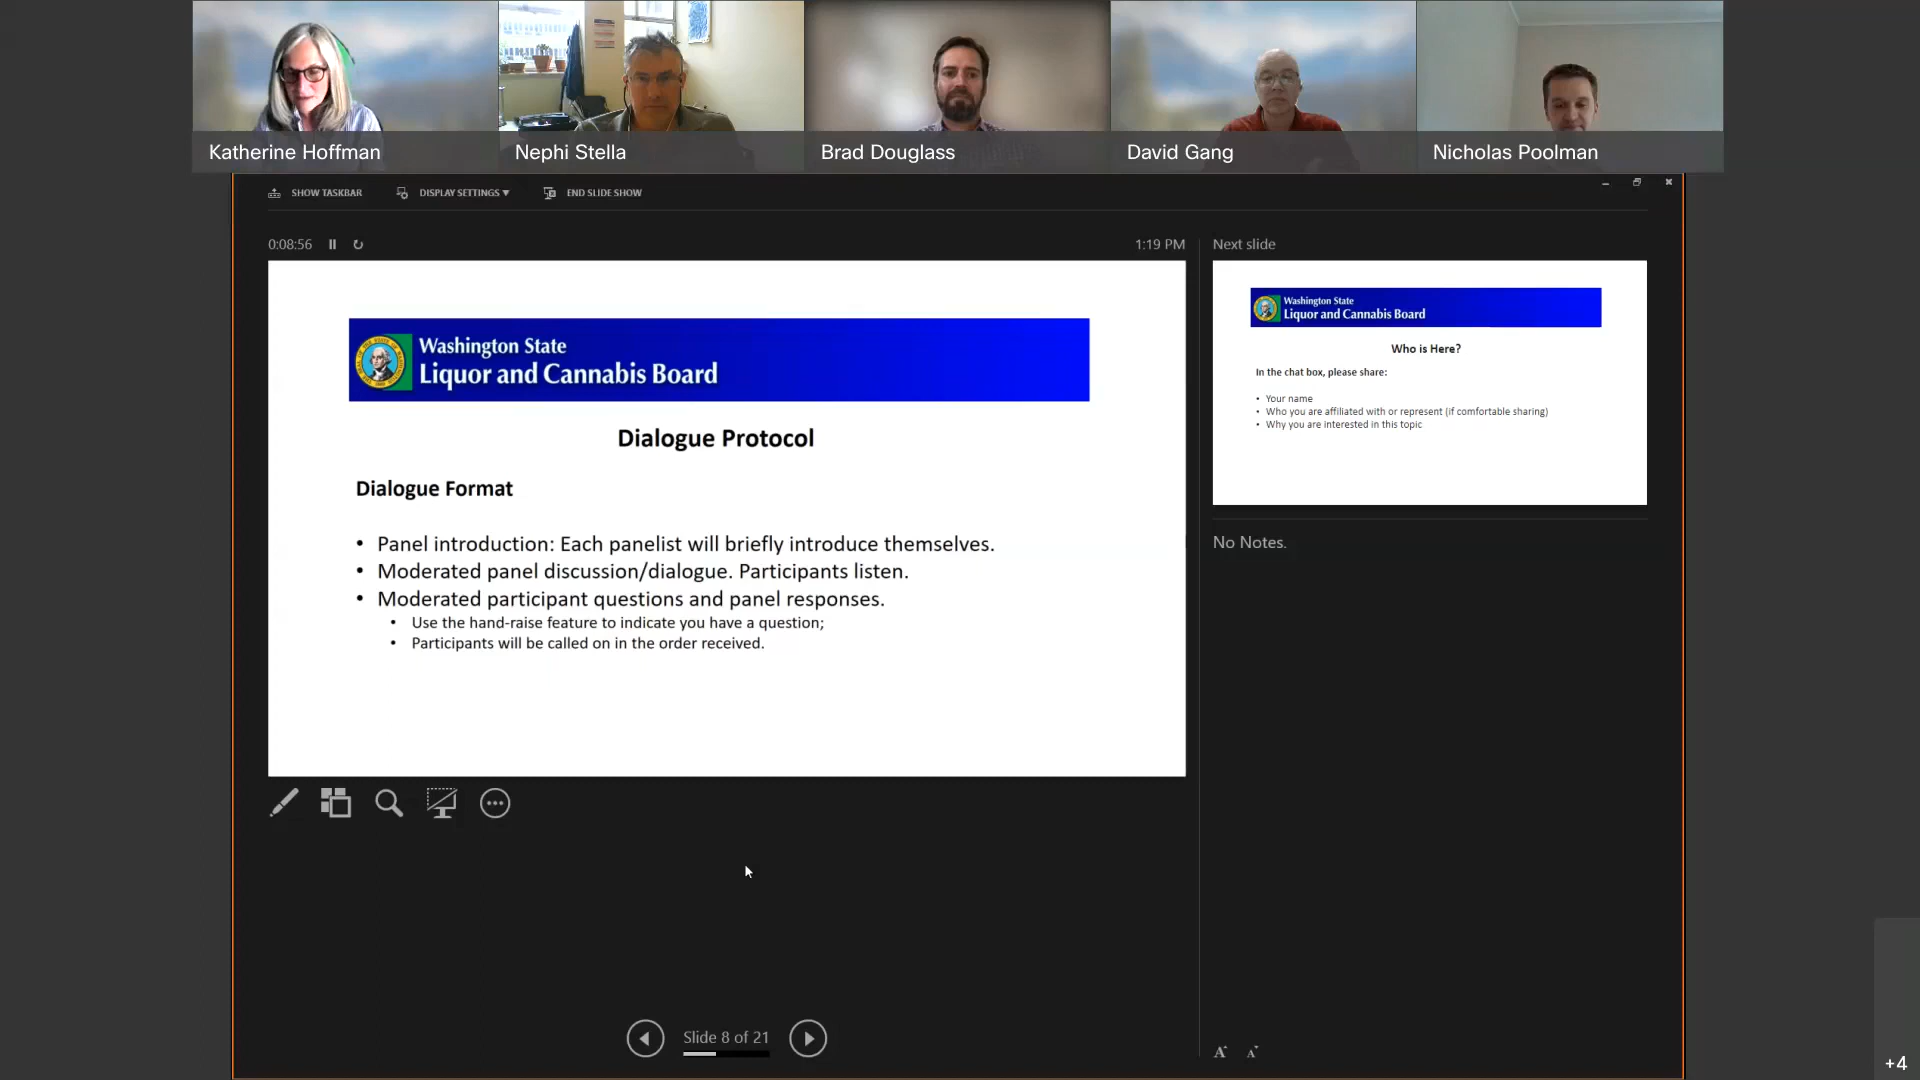 Katherine Hoffman
Nephi Stella
Brad Douglass
David Gang
Nicholas Poolman
SHOW TASKBAR
DISPLAY SETTINGS ▾
END SLIDE SHOW
0:08:56
1:19 PM
Washington State
Liquor and Cannabis Board
Dialogue Protocol
Dialogue Format
• Panel introduction: Each panelist will briefly introduce themselves.
• Moderated panel discussion/dialogue. Participants listen.
• Moderated participant questions and panel responses.
• Use the hand-raise feature to indicate you have a question;
• Participants will be called on in the order received.
Slide 8 of 21
Next slide
Washington State
Liquor and Cannabis Board
Who is Here?
In the chat box, please share:
• Your name
• Who you are affiliated with or represent (if comfortable sharing)
• Why you are interested in this topic
No Notes.
A A
+4